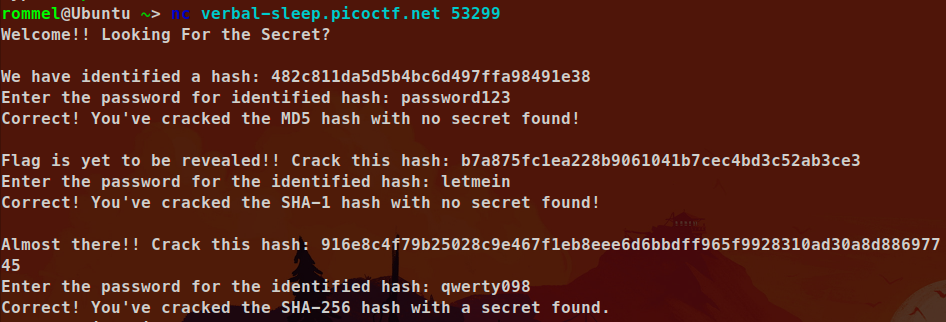 rommel@Ubuntu ~> nc verbal-sleep.picoctf.net 53299
Welcome!! Looking For the Secret?
We have identified a hash: 482c811da5d5b4bc6d497ffa98491e38
Enter the password for identified hash: password123
Correct! You've cracked the MD5 hash with no secret found!
Flag is yet to be revealed!! Crack this hash: b7a875fc1ea228b9061041b7cec4bd3c52ab3ce3
Enter the password for the identified hash: letmein
Correct! You've cracked the SHA-1 hash with no secret found!
Almost there!! Crack this hash: 916e8c4f79b25028c9e467f1eb8eee6d6bbdff965f9928310ad30a8d886977
45
Enter the password for the identified hash: qwerty098
Correct! You've cracked the SHA-256 hash with a secret found.